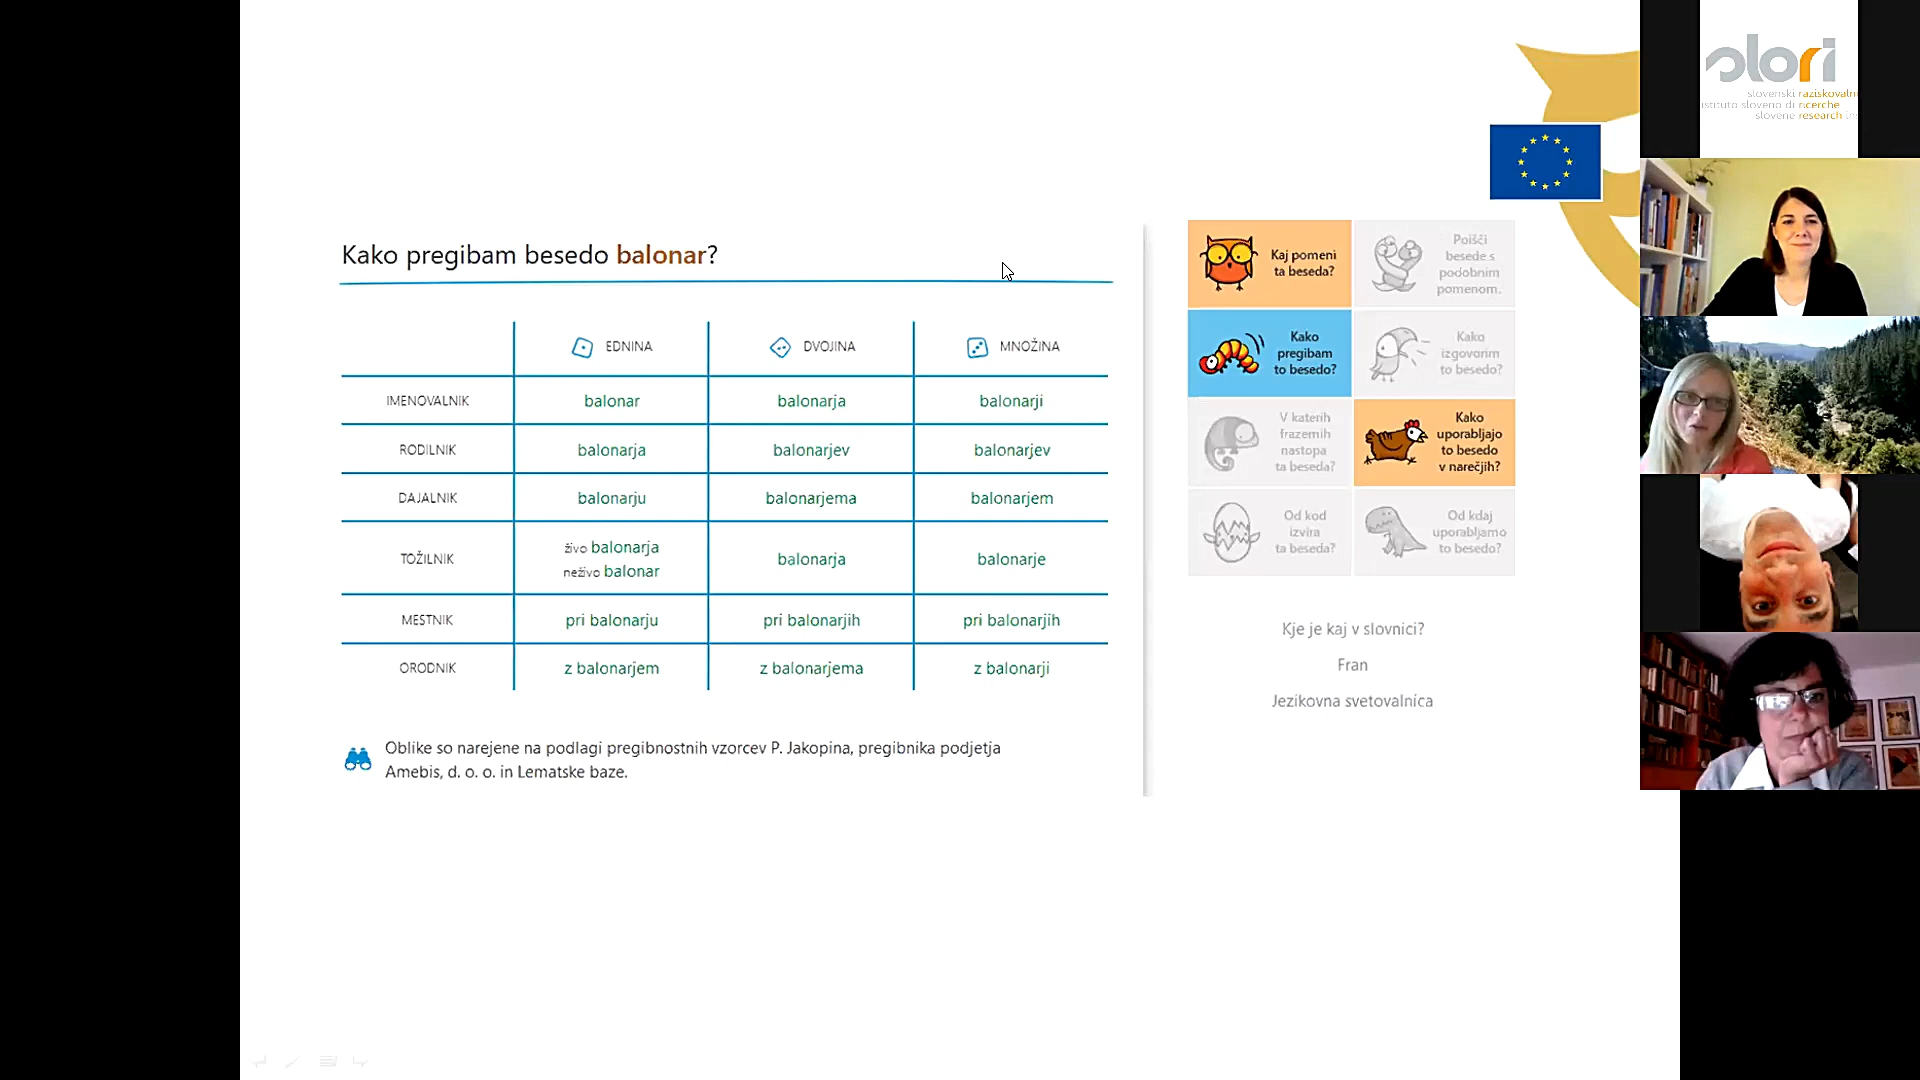 Kako pregibam besedo balonar?
EDNINA DVOJINA MNOŽINA
IMENOVALNIK balonar balonarja balonarji
RODILNIK balonarja balonarjev balonarjev
DAJALNIK balonarju balonarjema balonarjem
TOŽILNIK živo balonarja neživo balonar balonarja balonarje
MESTNIK pri balonarju pri balonarjih pri balonarjih
ORODNIK z balonarjem z balonarjema z balonarji
Oblike so narejene na podlagi pregibnostnih vzorcev P. Jakopina, pregibnika podjetja
Amebis, d. o. o. in Lematske baze.
Kaj pomeni
ta beseda?
Poišči
besede s
podobnim
pomenom.
Kako
pregibam
to besedo?
Kako
izgovorim
to besedo?
V katerih
frazemih
nastopa
ta beseda?
Kako
uporabljajo
to besedo
v narečjih?
Od kod
izvira
ta beseda?
Od kdaj
uporabljamo
to besedo?
Kje je kaj v slovnici?
Fran
Jezikovna svetovalnica
slori
slovenski raziskovaln
istituto sloveno di ricerche
slovene research in